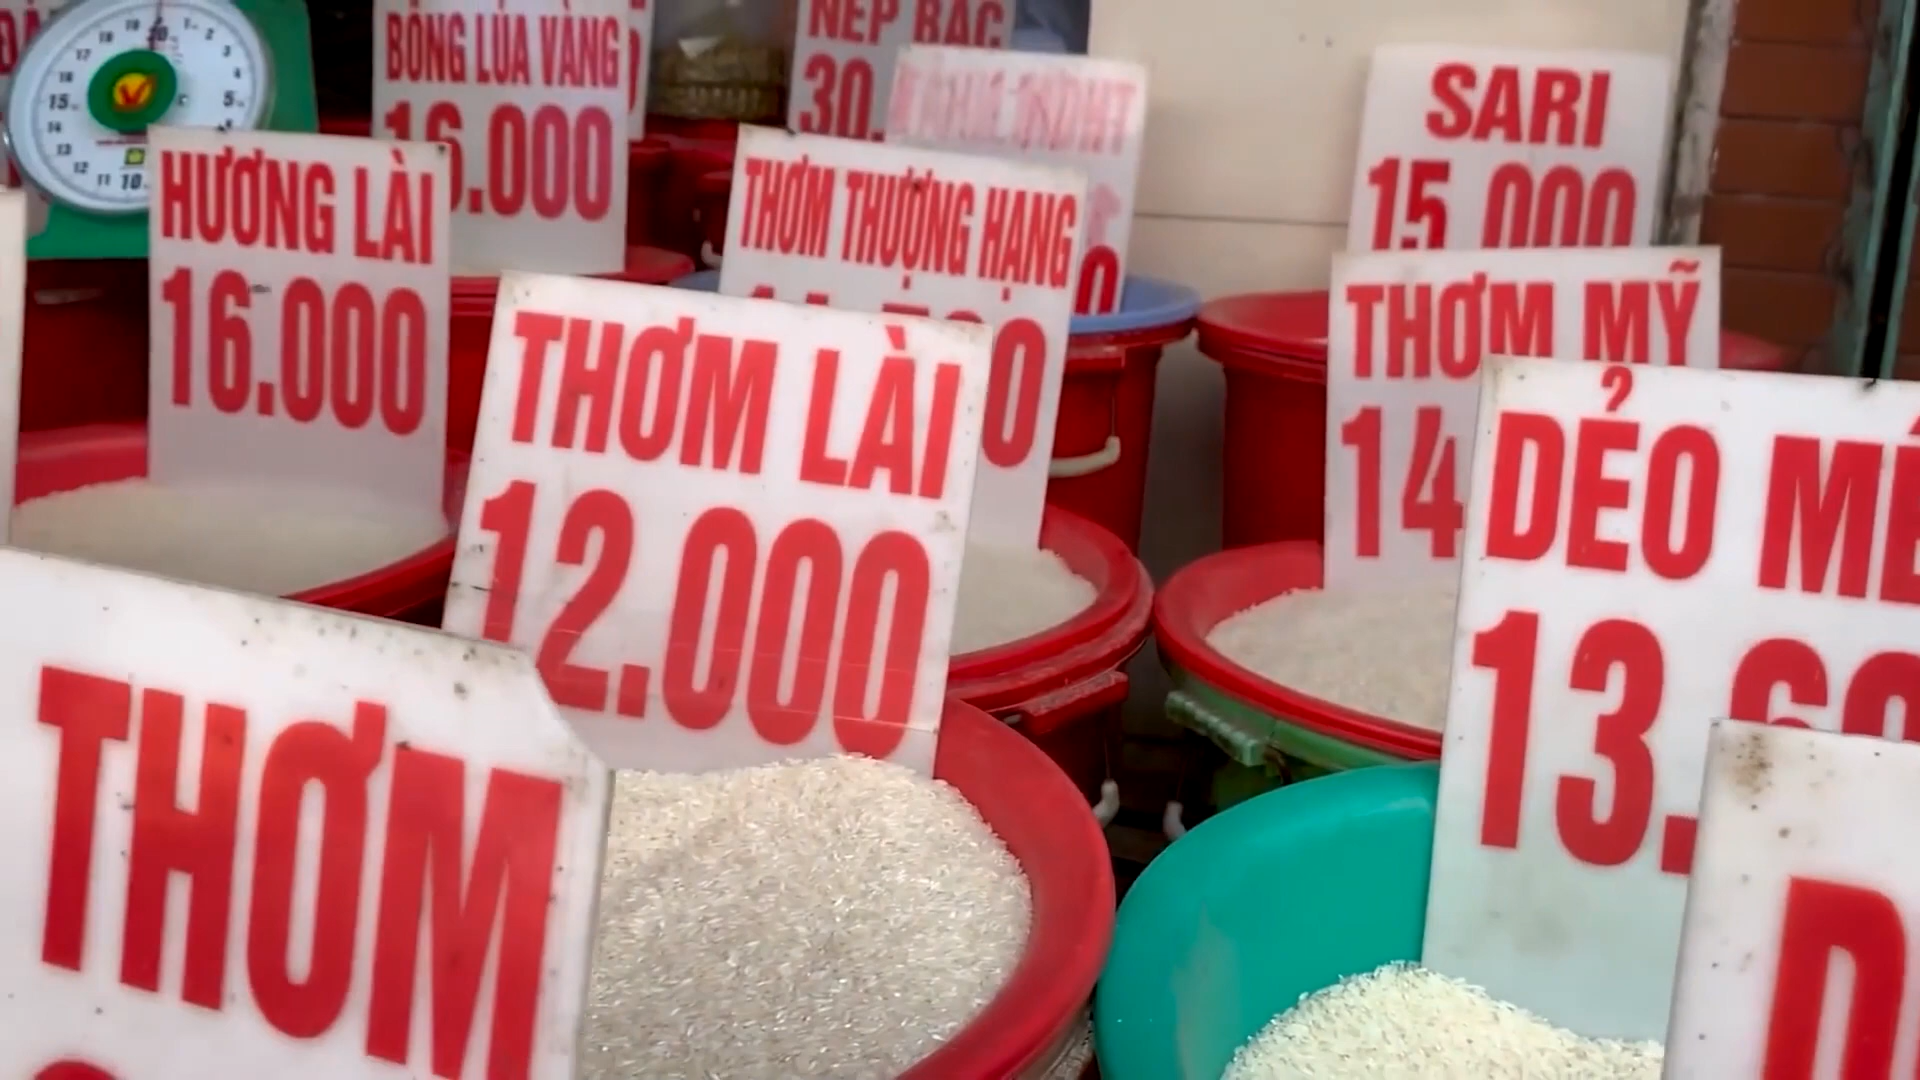 BÔNG LÚA VÀNG
16.000
NẾP BẮC
30.
SARI
15.000
HƯƠNG LÀI
16.000
THƠM THƯỢNG HẠNG
THƠM MỸ
14
THƠM LÀI
12.000
DẺO
13.
THƠM